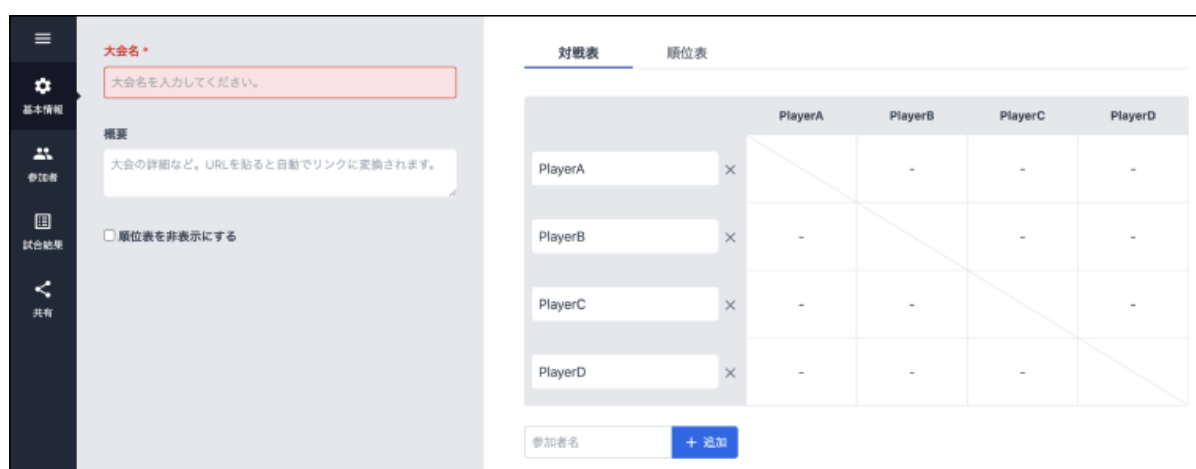 基本情報
参加者
試合結果
共有
大会名 *
大会名を入力してください。
概要
大会の詳細など。URLを貼ると自動でリンクに変換されます。
順位表を非表示にする
対戦表 順位表
PlayerA PlayerB PlayerC PlayerD
PlayerA × - - -
PlayerB × - - -
PlayerC × - - -
PlayerD × - - -
参加者名 + 追加